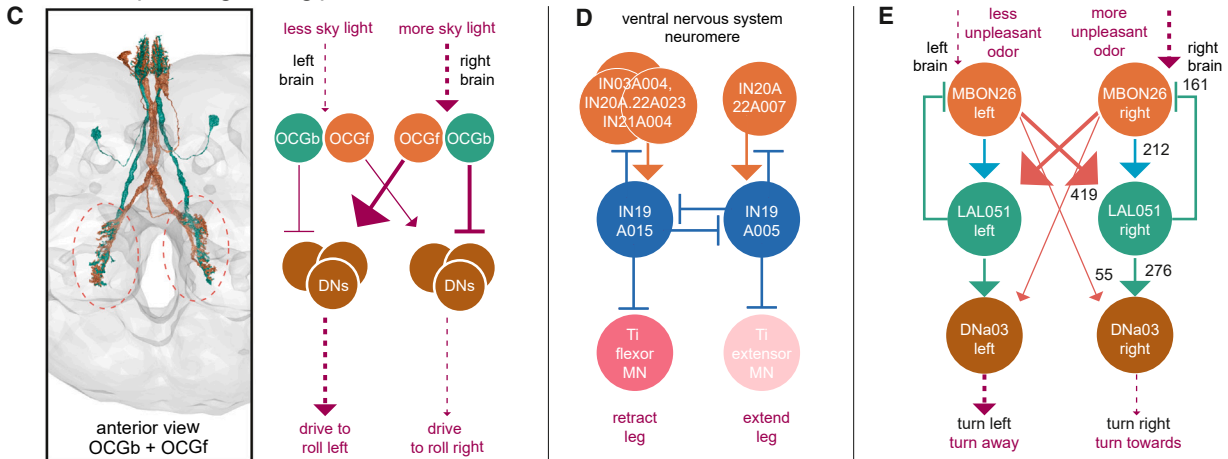 C
anterior view
OCGb + OCGf
less sky light
more sky light
left
brain
right
brain
OCGb
OCGf
OCGf
OCGb
DNs
DNs
drive to
roll left
drive
to roll right
D
ventral nervous system
neuromere
IN03A004,
IN20A.22A023
IN21A004
IN20A
22A007
IN19
A015
IN19
A005
Ti
flexor
MN
Ti
extensor
MN
retract
leg
extend
leg
E
less
unpleasant
odor
more
unpleasant
odor
left
brain
right
brain
MBON26
left
MBON26
right
161
212
419
LAL051
left
LAL051
right
55
276
DNa03
left
DNa03
right
turn left
turn away
turn right
turn towards